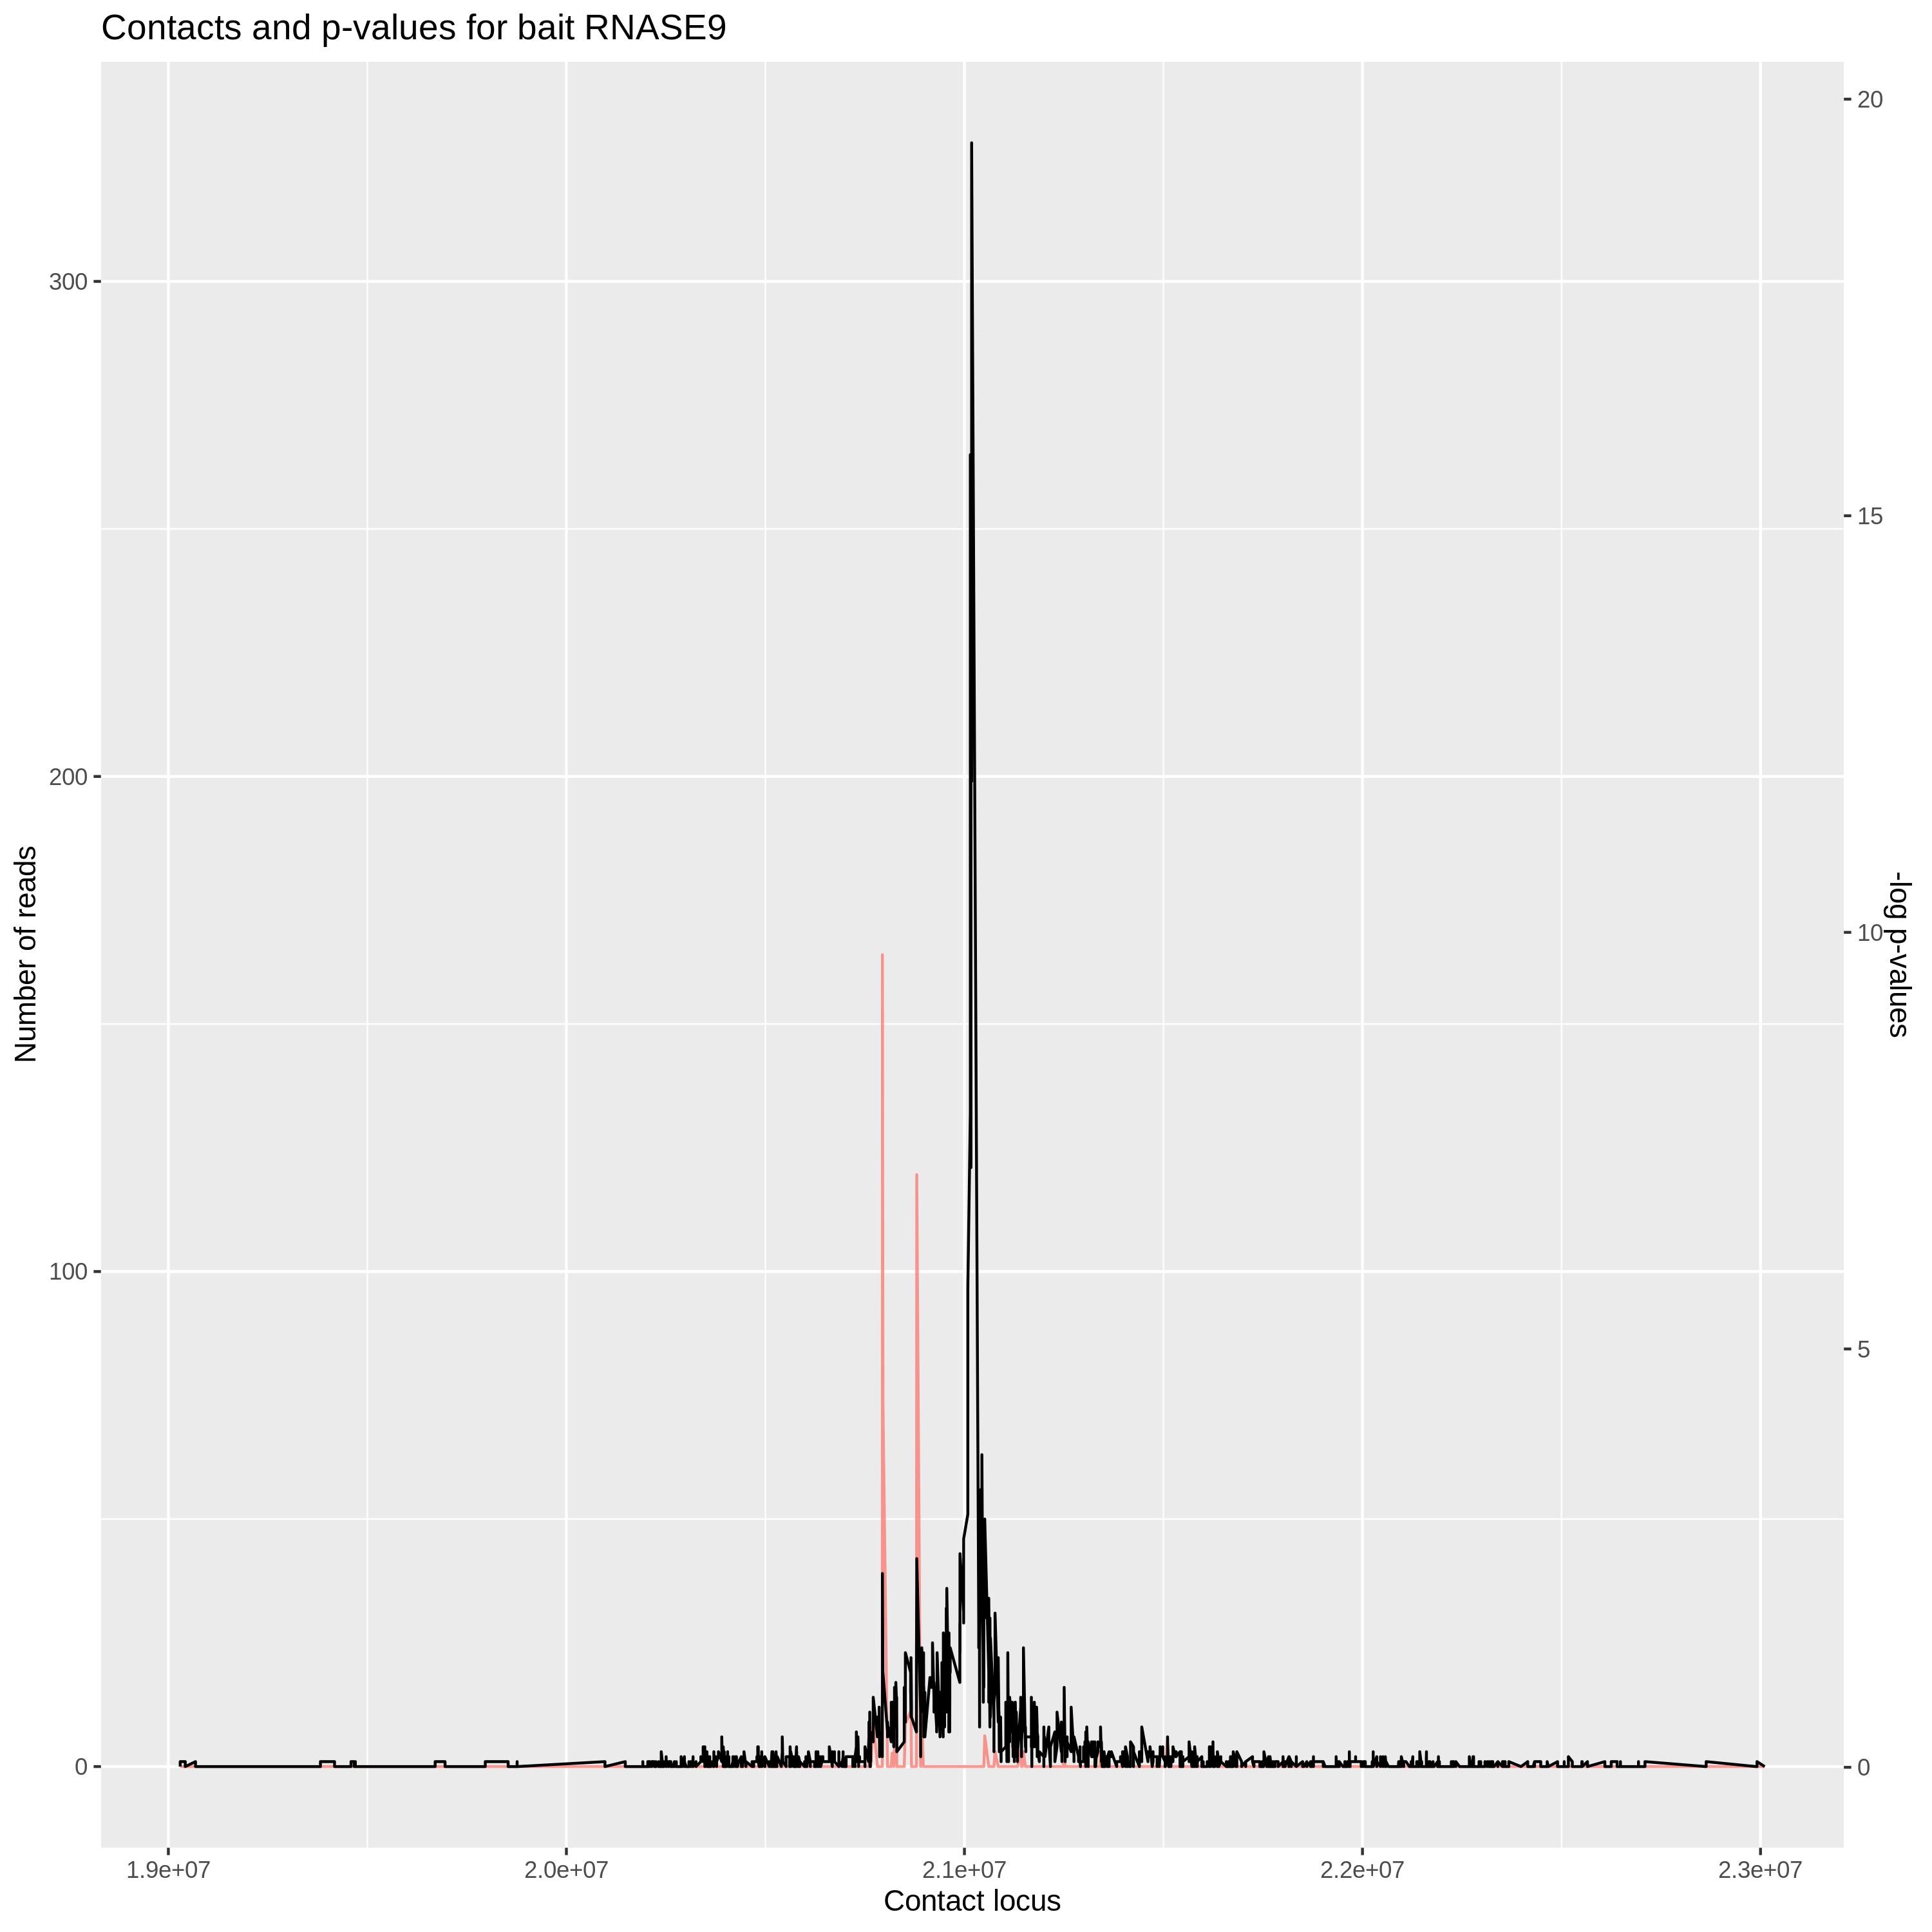 Contacts and p-values for bait RNASE9
300
200
100
0
Number of reads
20
15
10
5
0
-log p-values
1.9e+07 2.0e+07 2.1e+07 2.2e+07 2.3e+07
Contact locus